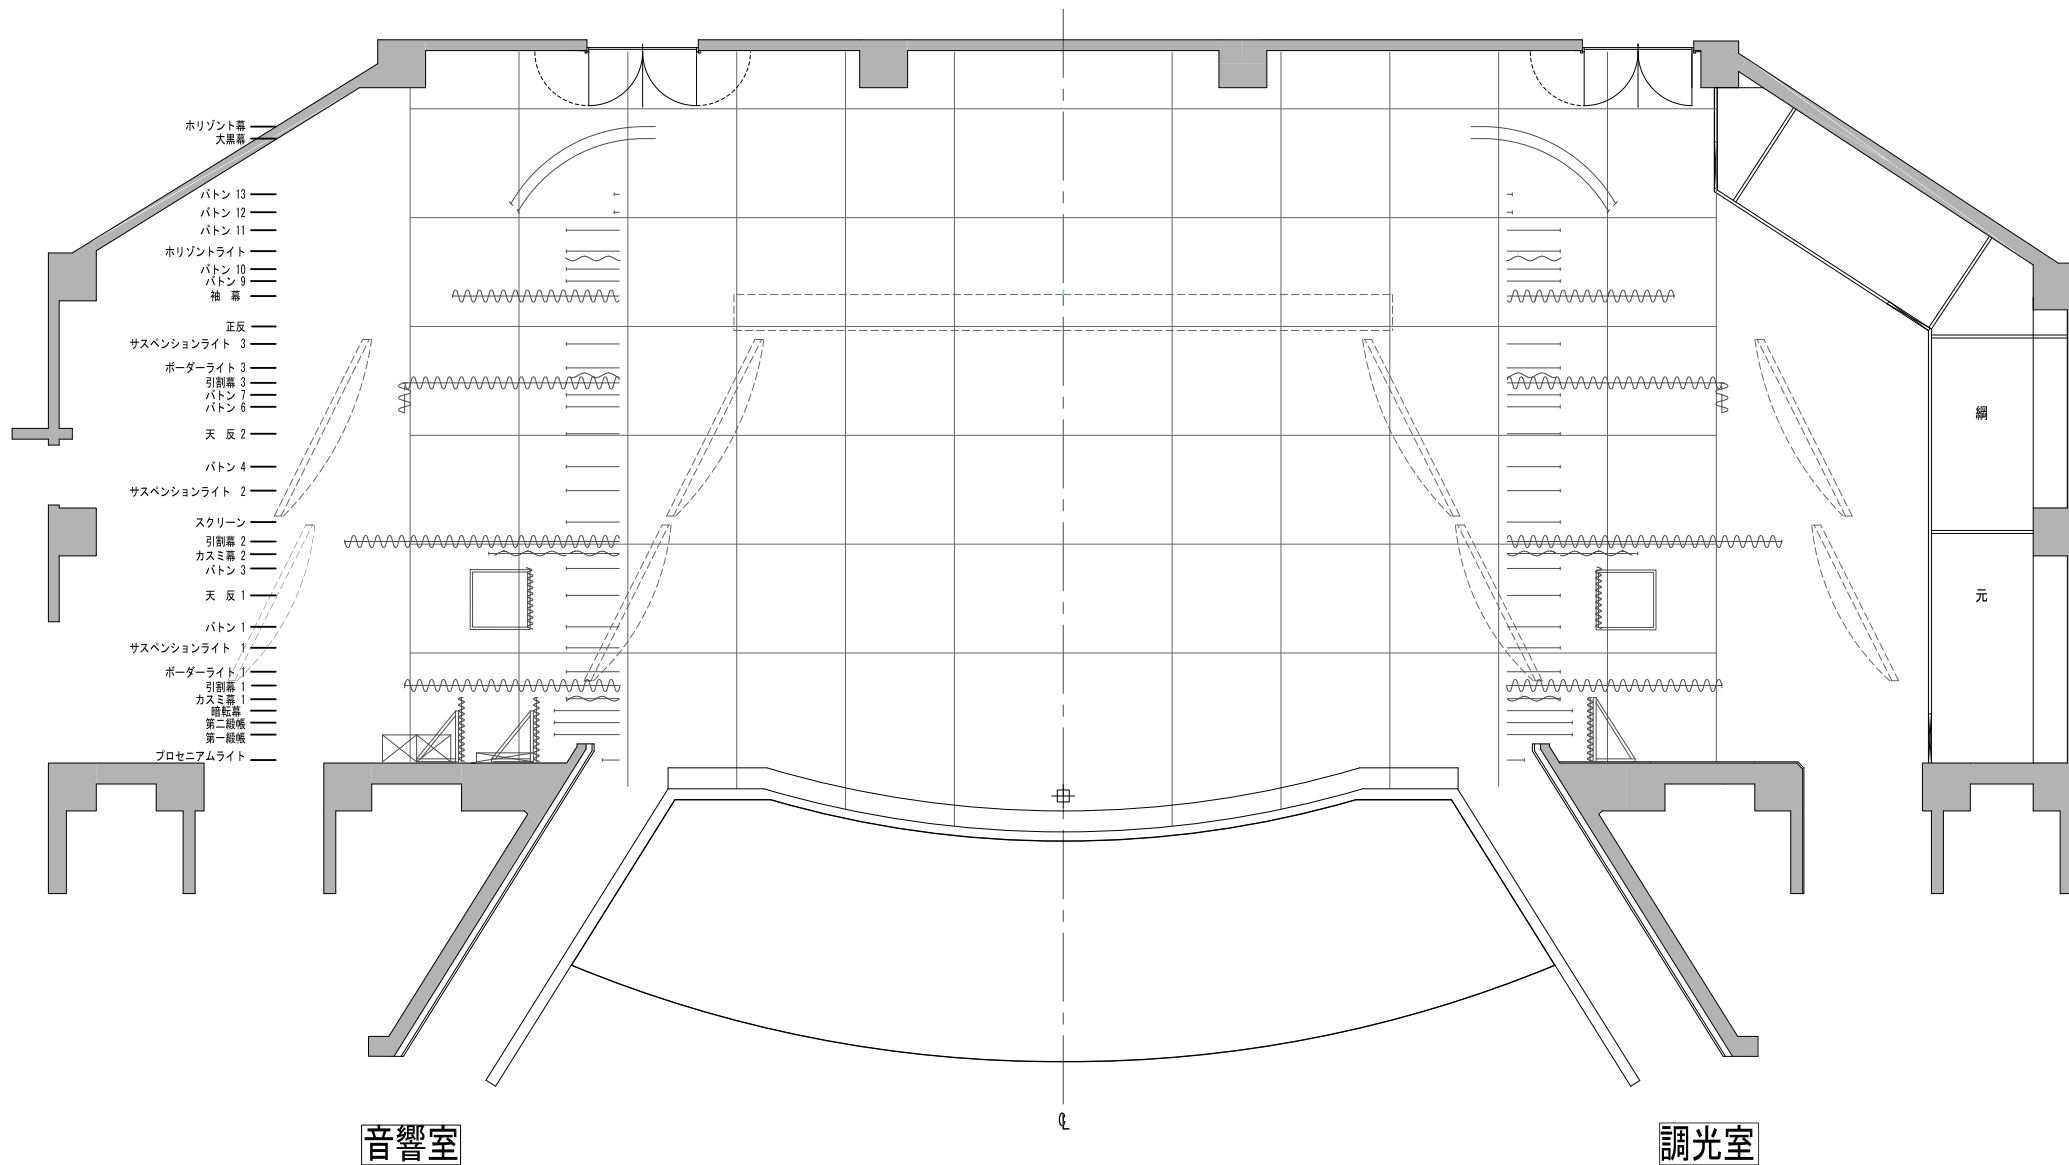 ホリゾント幕
大黒幕
バトン 13
バトン 12
バトン 11
ホリゾントライト
バトン 10
バトン 9
袖　幕
正反
サスペンションライト　3
ボーダーライト 3
引割幕 3
バトン 7
バトン 6
天　反 2
バトン 4
サスペンションライト　2
スクリーン
引割幕 2
カスミ幕 2
バトン 3
天　反 1
バトン 1
サスペンションライト　1
ボーダーライト 1
引割幕 1
カスミ幕 1
暗転幕
第二緞帳
第一緞帳
プロセニアムライト
綱
元
℄
音響室
調光室